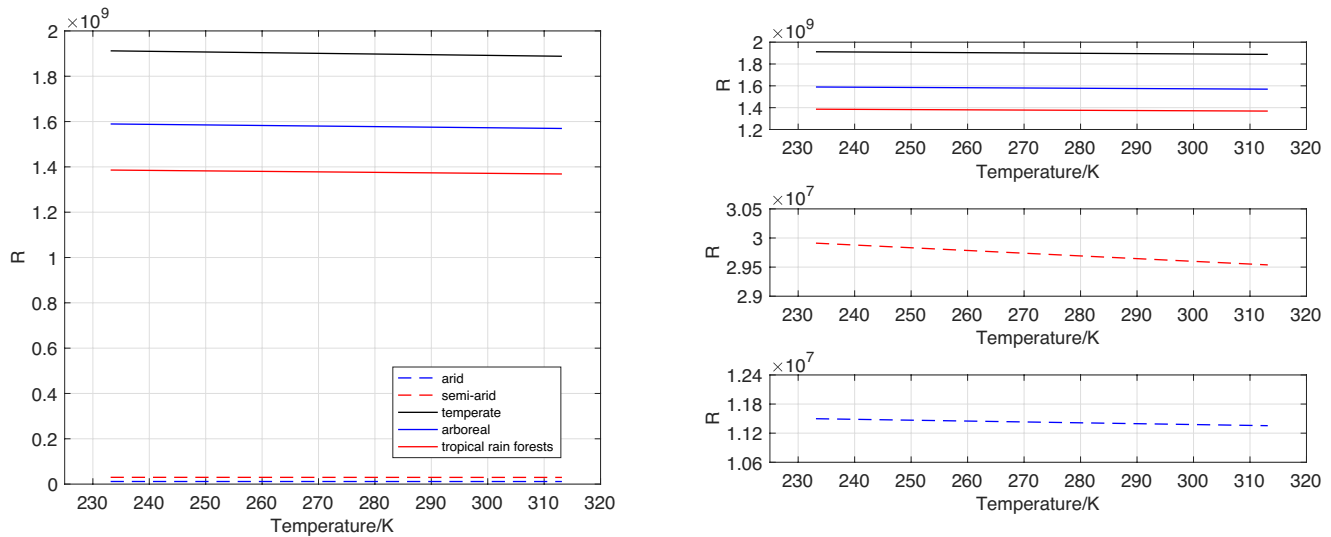 ×10^9
2
1.8
1.6
1.4
1.2
1
0.8
0.6
0.4
0.2
0
R
230 240 250 260 270 280 290 300 310 320
Temperature/K
arid
semi-arid
temperate
arboreal
tropical rain forests
×10^9
2
1.8
1.6
1.4
1.2
R
230 240 250 260 270 280 290 300 310 320
Temperature/K
×10^7
3.05
3
2.95
2.9
R
230 240 250 260 270 280 290 300 310 320
Temperature/K
×10^7
1.24
1.18
1.12
1.06
R
230 240 250 260 270 280 290 300 310 320
Temperature/K